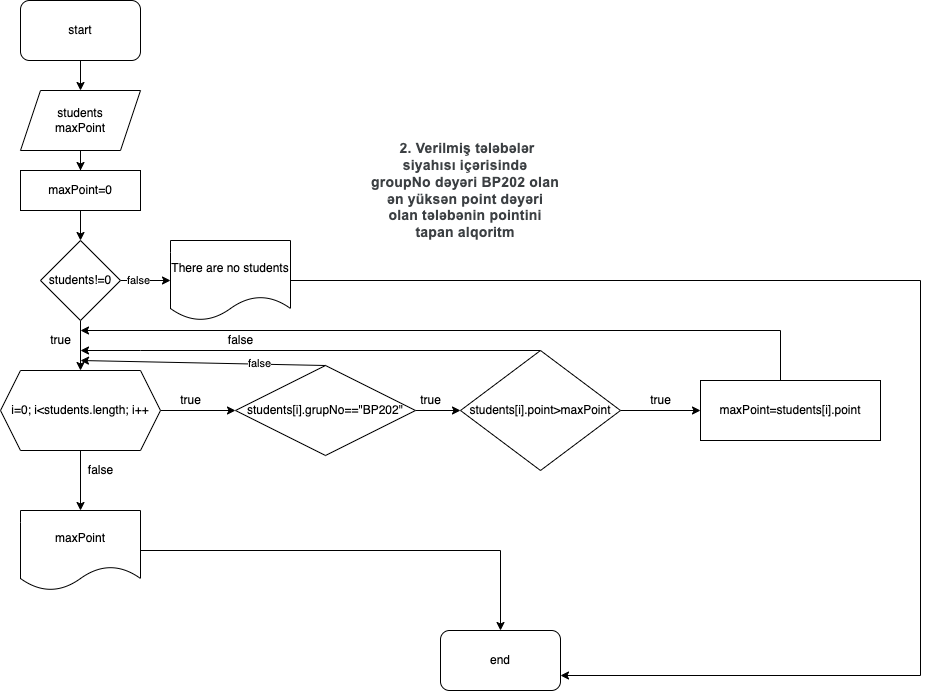 start
students
maxPoint
2. Verilmiş tələbələr
siyahısı içərisində
groupNo dəyəri BP202 olan
ən yüksən point dəyəri
olan tələbənin pointini
tapan alqoritm
maxPoint=0
students!=0
false
There are no students
true
false
false
i=0; i<students.length; i++
true
students[i].grupNo=="BP202"
true
students[i].point>maxPoint
true
maxPoint=students[i].point
false
maxPoint
end